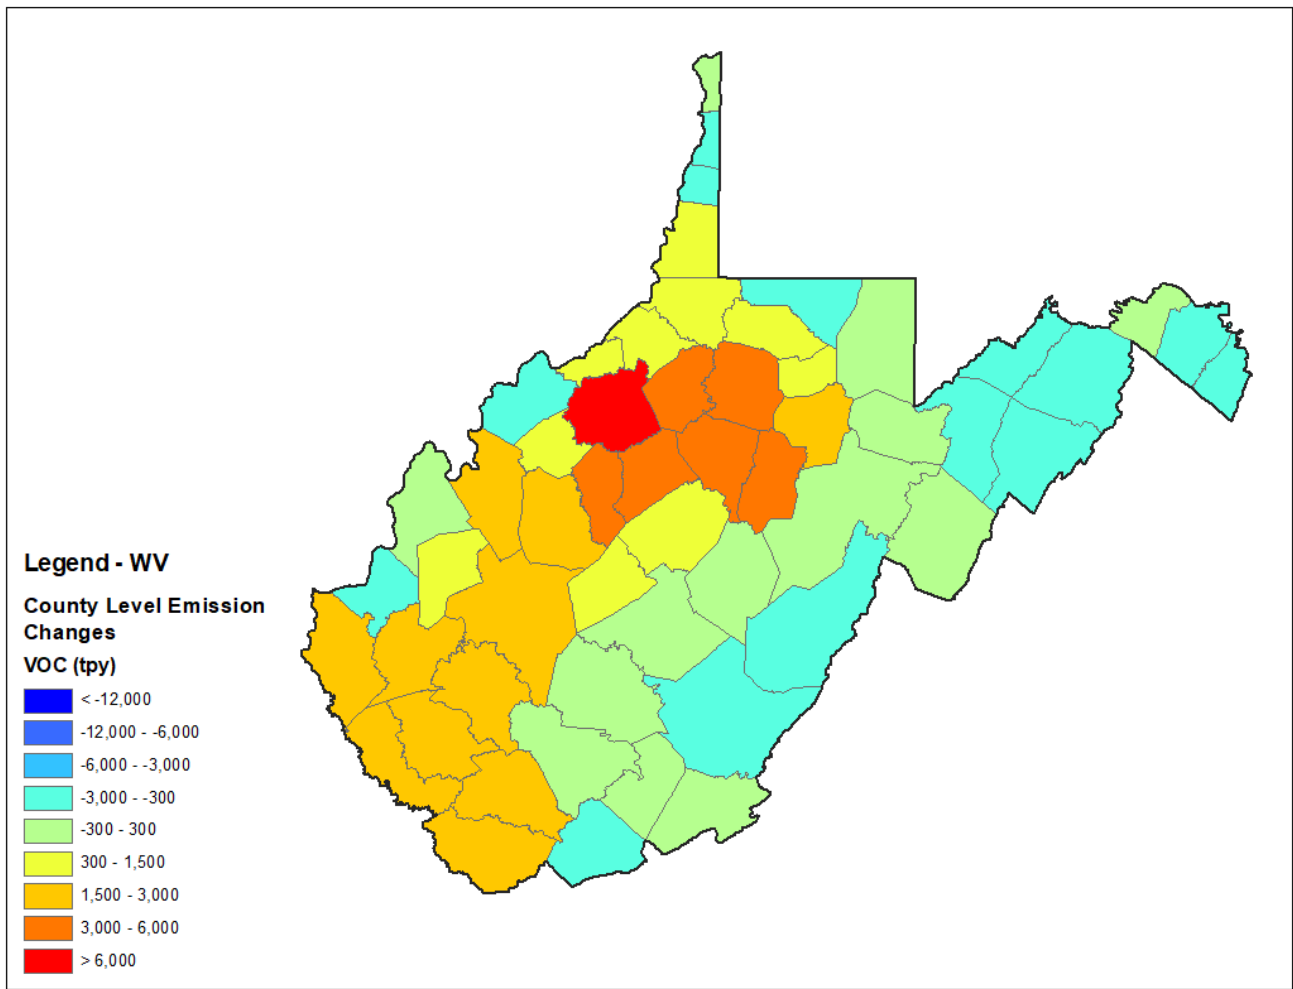 Legend - WV
County Level Emission
Changes
VOC (tpy)
< -12,000
-12,000 - -6,000
-6,000 - -3,000
-3,000 - -300
-300 - 300
300 - 1,500
1,500 - 3,000
3,000 - 6,000
> 6,000